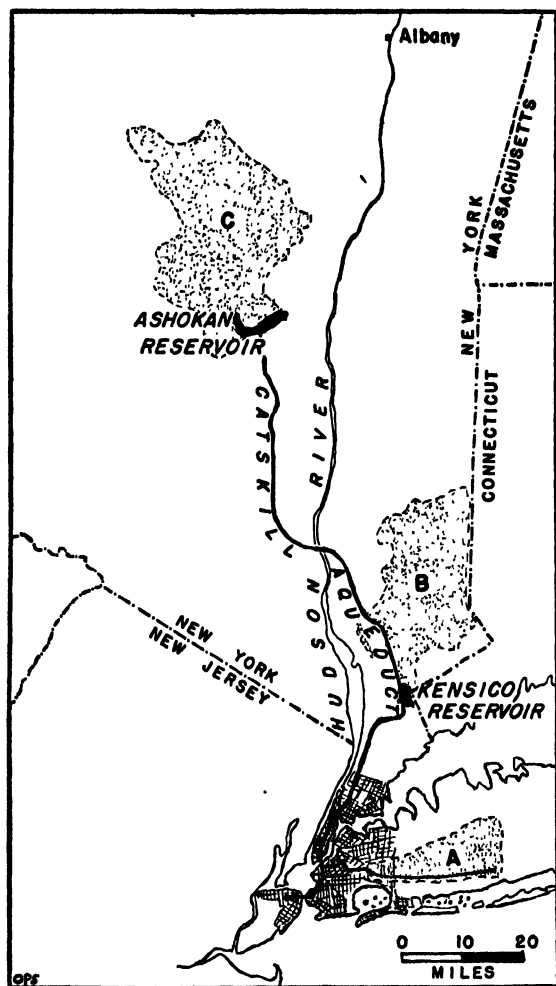 Albany
NEW YORK
MASSACHUSETTS
C
ASHOKAN
RESERVOIR
CATSKILL
AQUEDUCT
HUDSON
RIVER
CONNECTICUT
B
NEW YORK
NEW JERSEY
KENSICO
RESERVOIR
A
0 10 20
MILES
OPS